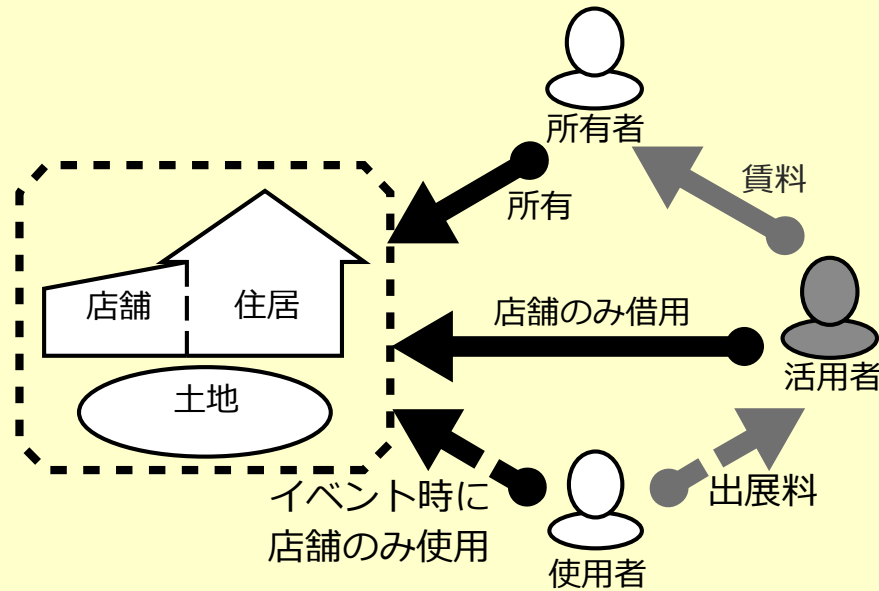 所有者
所有
賃料
店舗
住居
店舗のみ借用
活用者
土地
イベント時に
店舗のみ使用
出展料
使用者